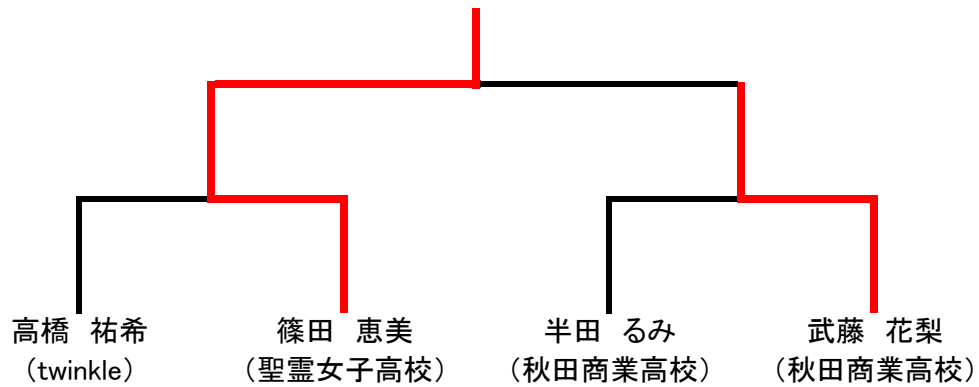 高橋　祐希　篠田　恵美　半田　るみ　武藤　花梨
（twinkle）　（聖霊女子高校）　（秋田商業高校）　（秋田商業高校）